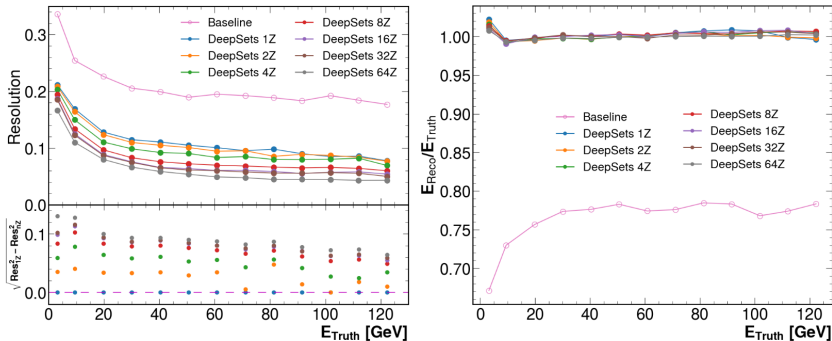 0.3
0.2
0.1
0.0
Resolution
Baseline
DeepSets 1Z
DeepSets 2Z
DeepSets 4Z
DeepSets 8Z
DeepSets 16Z
DeepSets 32Z
DeepSets 64Z
0.1
0.0
√Res²1Z − Res²nZ
0 20 40 60 80 100 120
E_Truth [GeV]
1.00
0.95
0.90
0.85
0.80
0.75
0.70
E_Reco/E_Truth
Baseline
DeepSets 1Z
DeepSets 2Z
DeepSets 4Z
DeepSets 8Z
DeepSets 16Z
DeepSets 32Z
DeepSets 64Z
0 20 40 60 80 100 120
E_Truth [GeV]